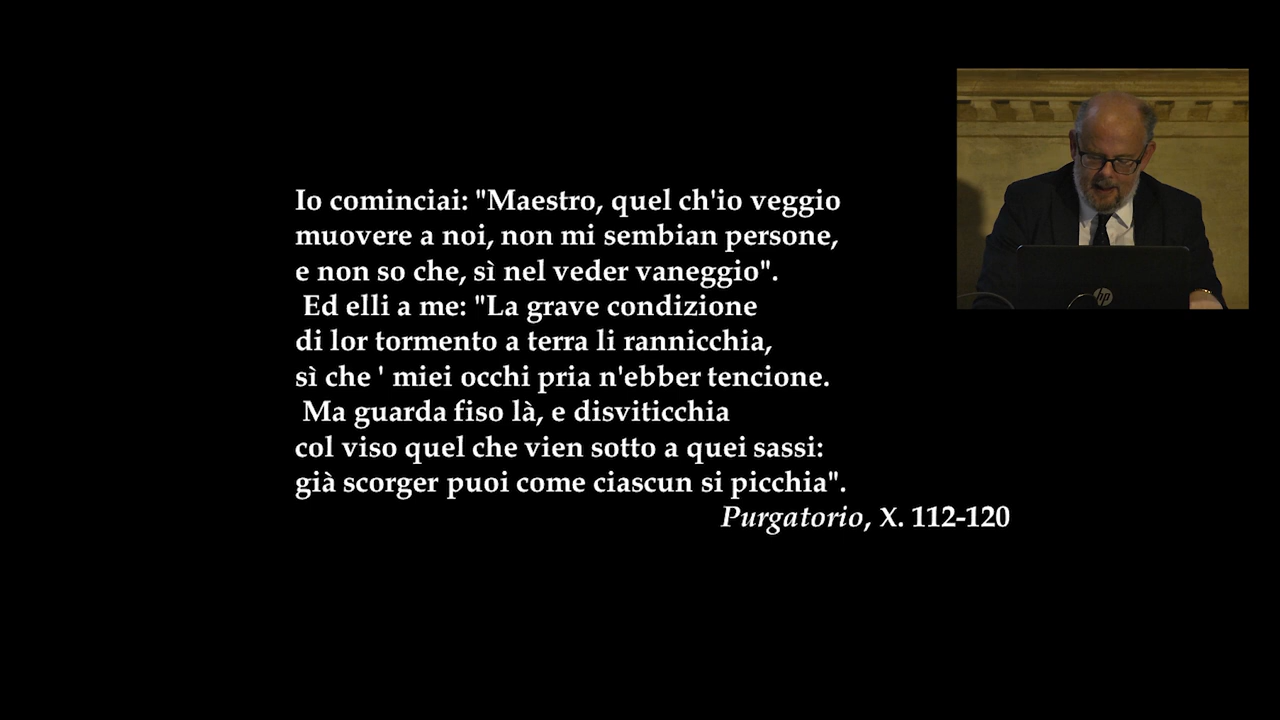 Io cominciai: "Maestro, quel ch'io veggio
muovere a noi, non mi sembian persone,
e non so che, sì nel veder vaneggio".
Ed elli a me: "La grave condizione
di lor tormento a terra li rannicchia,
sì che ' miei occhi pria n'ebber tencione.
Ma guarda fiso là, e disviticchia
col viso quel che vien sotto a quei sassi:
già scorger puoi come ciascun si picchia".
Purgatorio, X. 112-120
hp